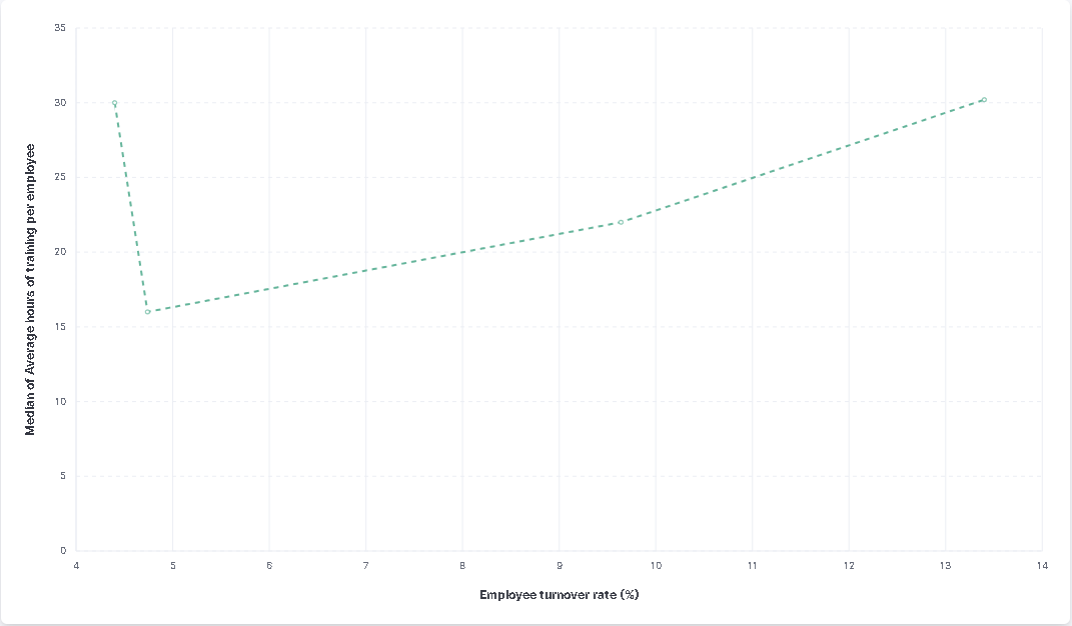 35
30
25
20
15
10
5
0
Median of Average hours of training per employee
4 5 6 7 8 9 10 11 12 13 14
Employee turnover rate (%)